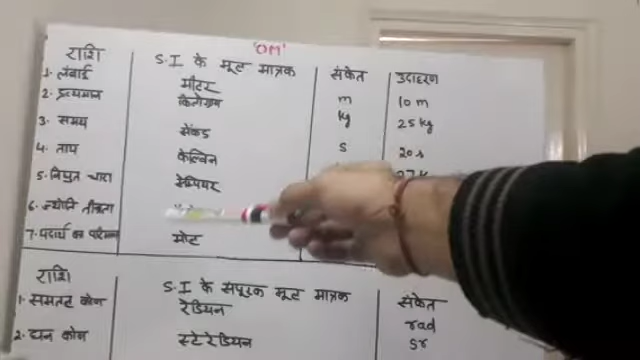 'OM'
राशि S.I के मूल मात्रक संकेत उदाहरण
1. लंबाई मीटर m 10 m
2. द्रव्यमान किलोग्राम kg 25 kg
3. समय सेंकड s 20 s
4. ताप केल्विन
5. विधुत धारा ऐम्पियर
6. ज्योति तीव्रता
7. पदार्थ का परिमाण मोल
राशि S.I के संपूरक मूल मात्रक संकेत
1. समतल कोण रेडियन rad
2. घन कोण स्टेरेडियन sr